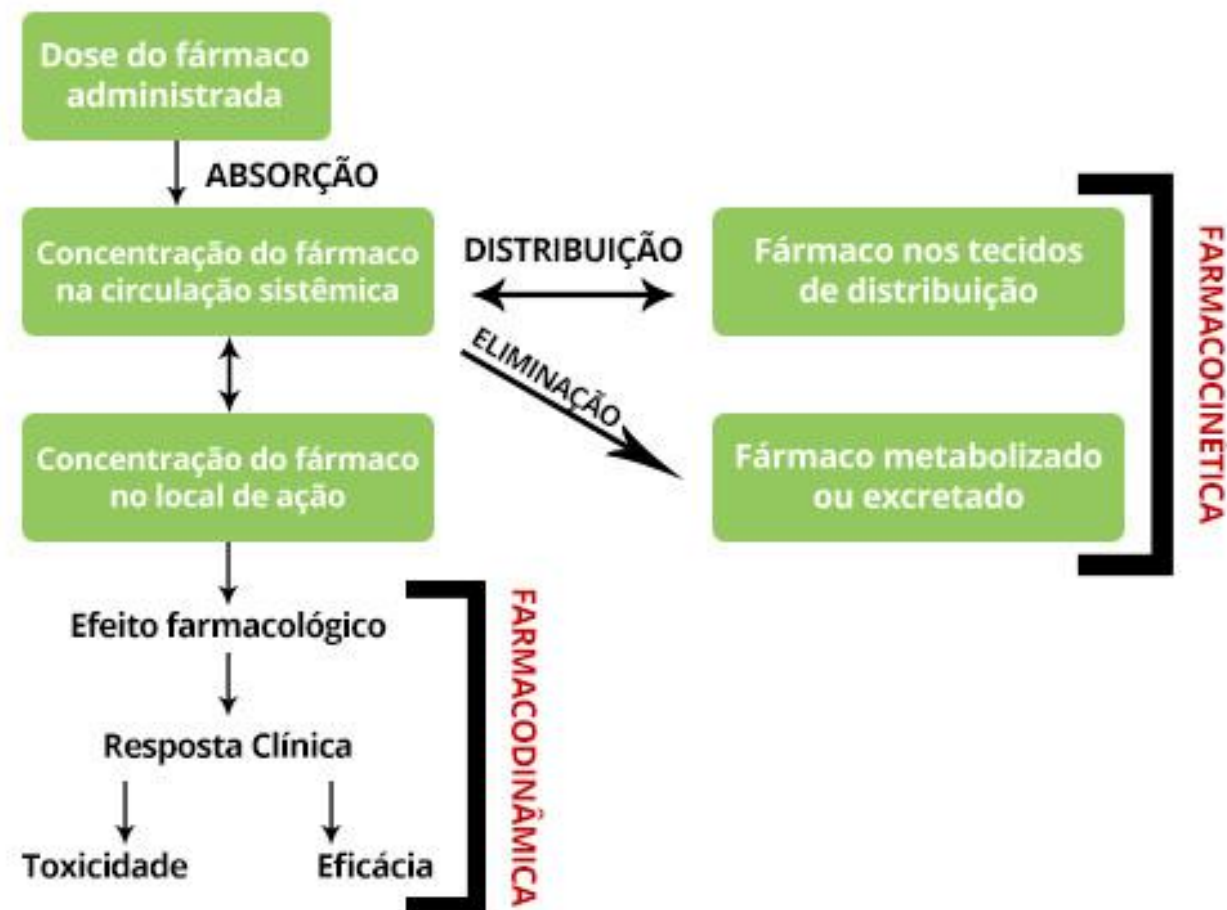 Dose do fármaco
administrada
ABSORÇÃO
Concentração do fármaco
na circulação sistêmica
DISTRIBUIÇÃO
Fármaco nos tecidos
de distribuição
ELIMINAÇÃO
Concentração do fármaco
no local de ação
Fármaco metabolizado
ou excretado
FARMACOCINÉTICA
Efeito farmacológico
Resposta Clínica
Toxicidade
Eficácia
FARMACODINÂMICA